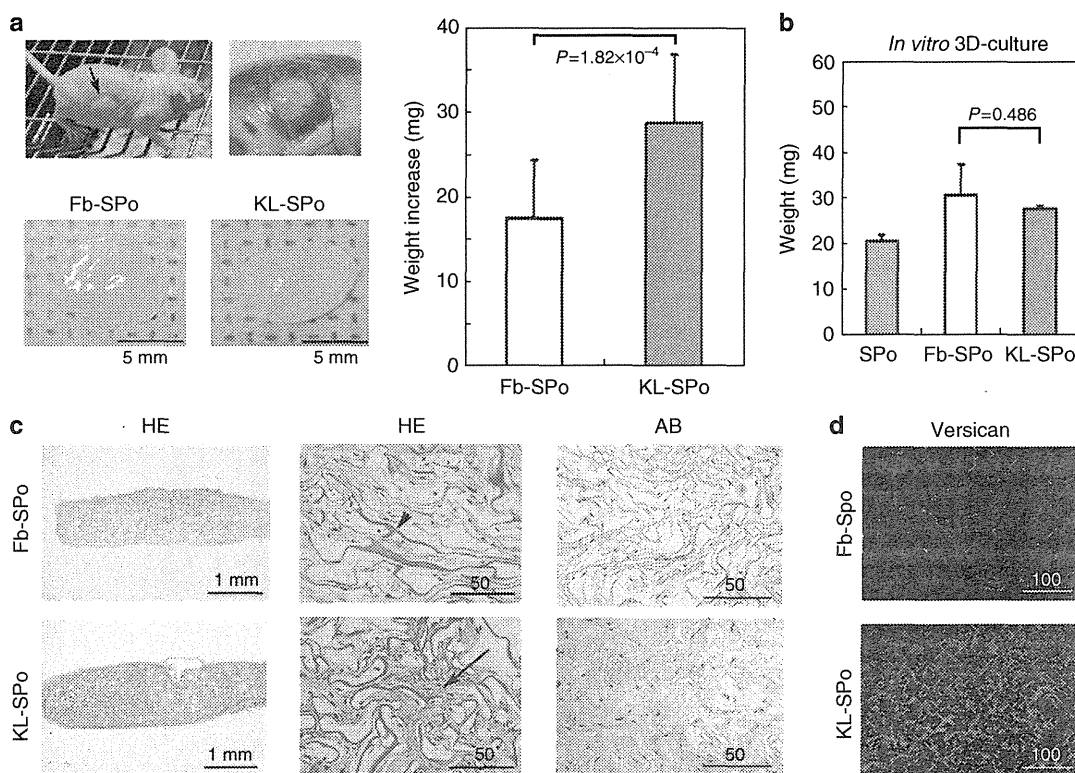 a
Fb-SPo
KL-SPo
5 mm
5 mm
40
30
20
10
0
Weight increase (mg)
P=1.82×10⁻⁴
Fb-SPo
KL-SPo
b
In vitro 3D-culture
60
50
40
30
20
10
0
Weight (mg)
P=0.486
SPo
Fb-SPo
KL-SPo
c
HE
HE
AB
Fb-SPo
1 mm
50
50
KL-SPo
1 mm
50
50
d
Versican
Fb-Spo
100
KL-SPo
100